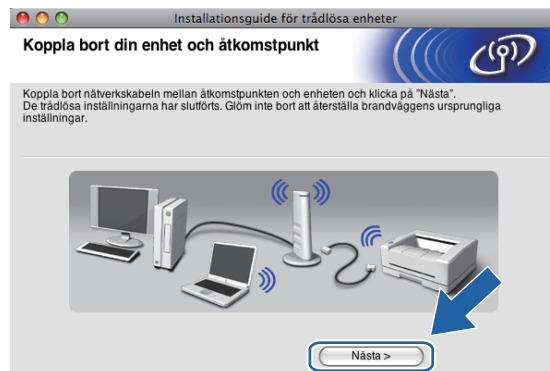 Installationsguide för trådlösa enheter
Koppla bort din enhet och åtkomstpunkt
Koppla bort nätverkskabeln mellan åtkomstpunkten och enheten och klicka på "Nästa".
De trådlösa inställningarna har slutförts. Glöm inte bort att återställa brandväggens ursprungliga
inställningar.
Nästa >